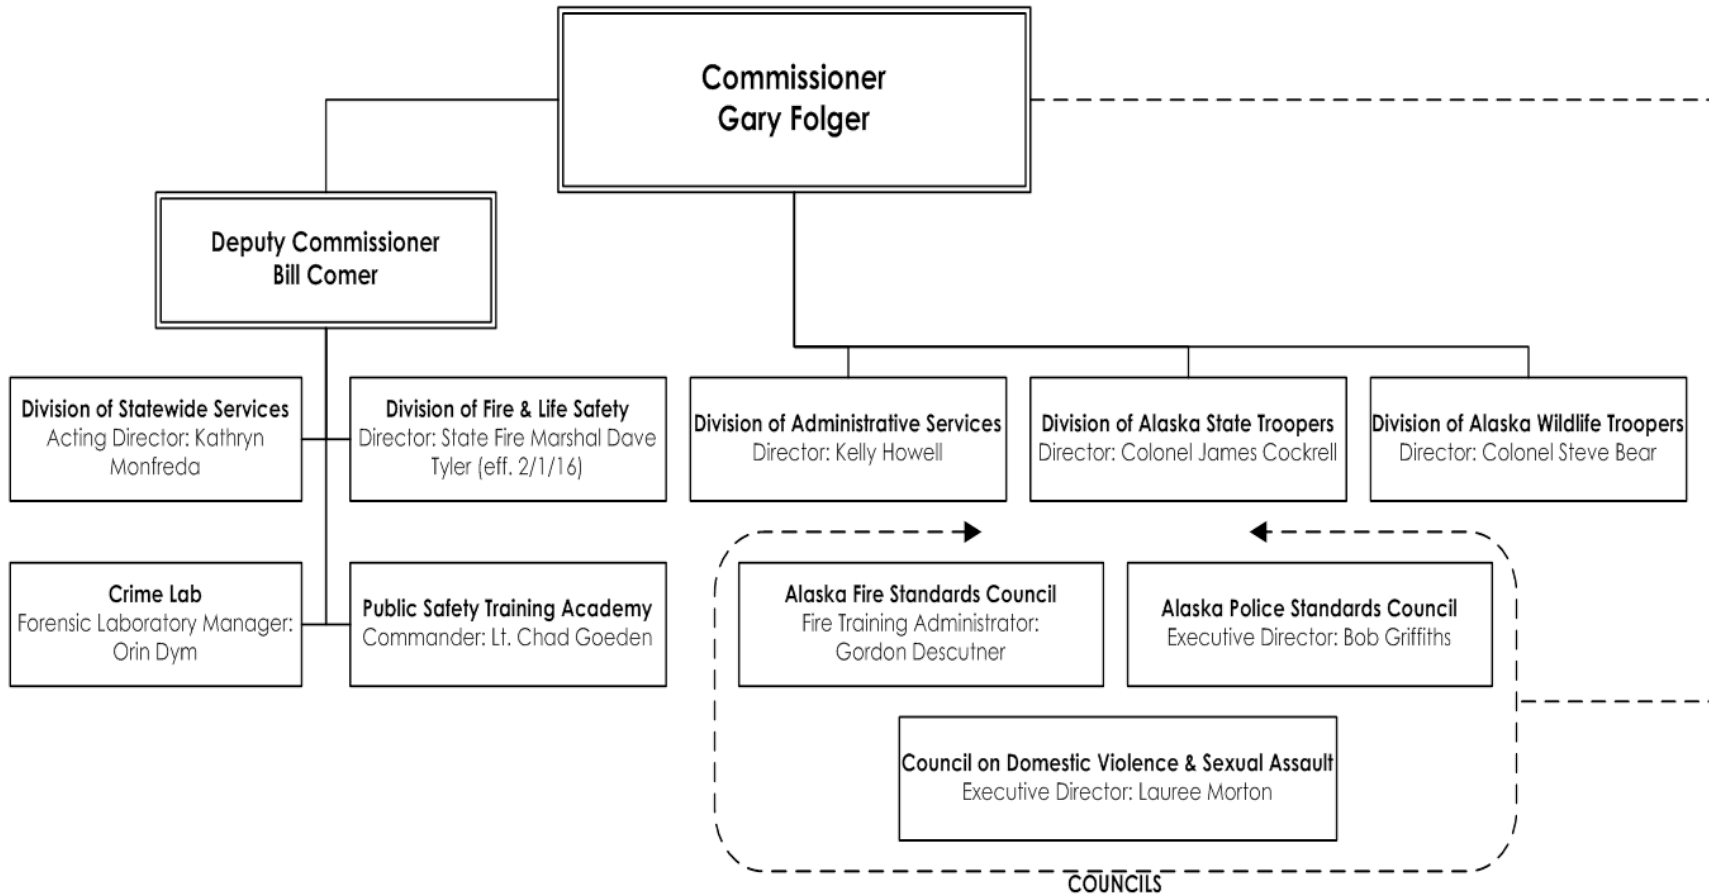 Commissioner
Gary Folger
Deputy Commissioner
Bill Comer
Division of Statewide Services
Acting Director: Kathryn
Monfreda
Division of Fire & Life Safety
Director: State Fire Marshal Dave
Tyler (eff. 2/1/16)
Division of Administrative Services
Director: Kelly Howell
Division of Alaska State Troopers
Director: Colonel James Cockrell
Division of Alaska Wildlife Troopers
Director: Colonel Steve Bear
Crime Lab
Forensic Laboratory Manager:
Orin Dym
Public Safety Training Academy
Commander: Lt. Chad Goeden
Alaska Fire Standards Council
Fire Training Administrator:
Gordon Descutner
Alaska Police Standards Council
Executive Director: Bob Griffiths
Council on Domestic Violence & Sexual Assault
Executive Director: Lauree Morton
COUNCILS